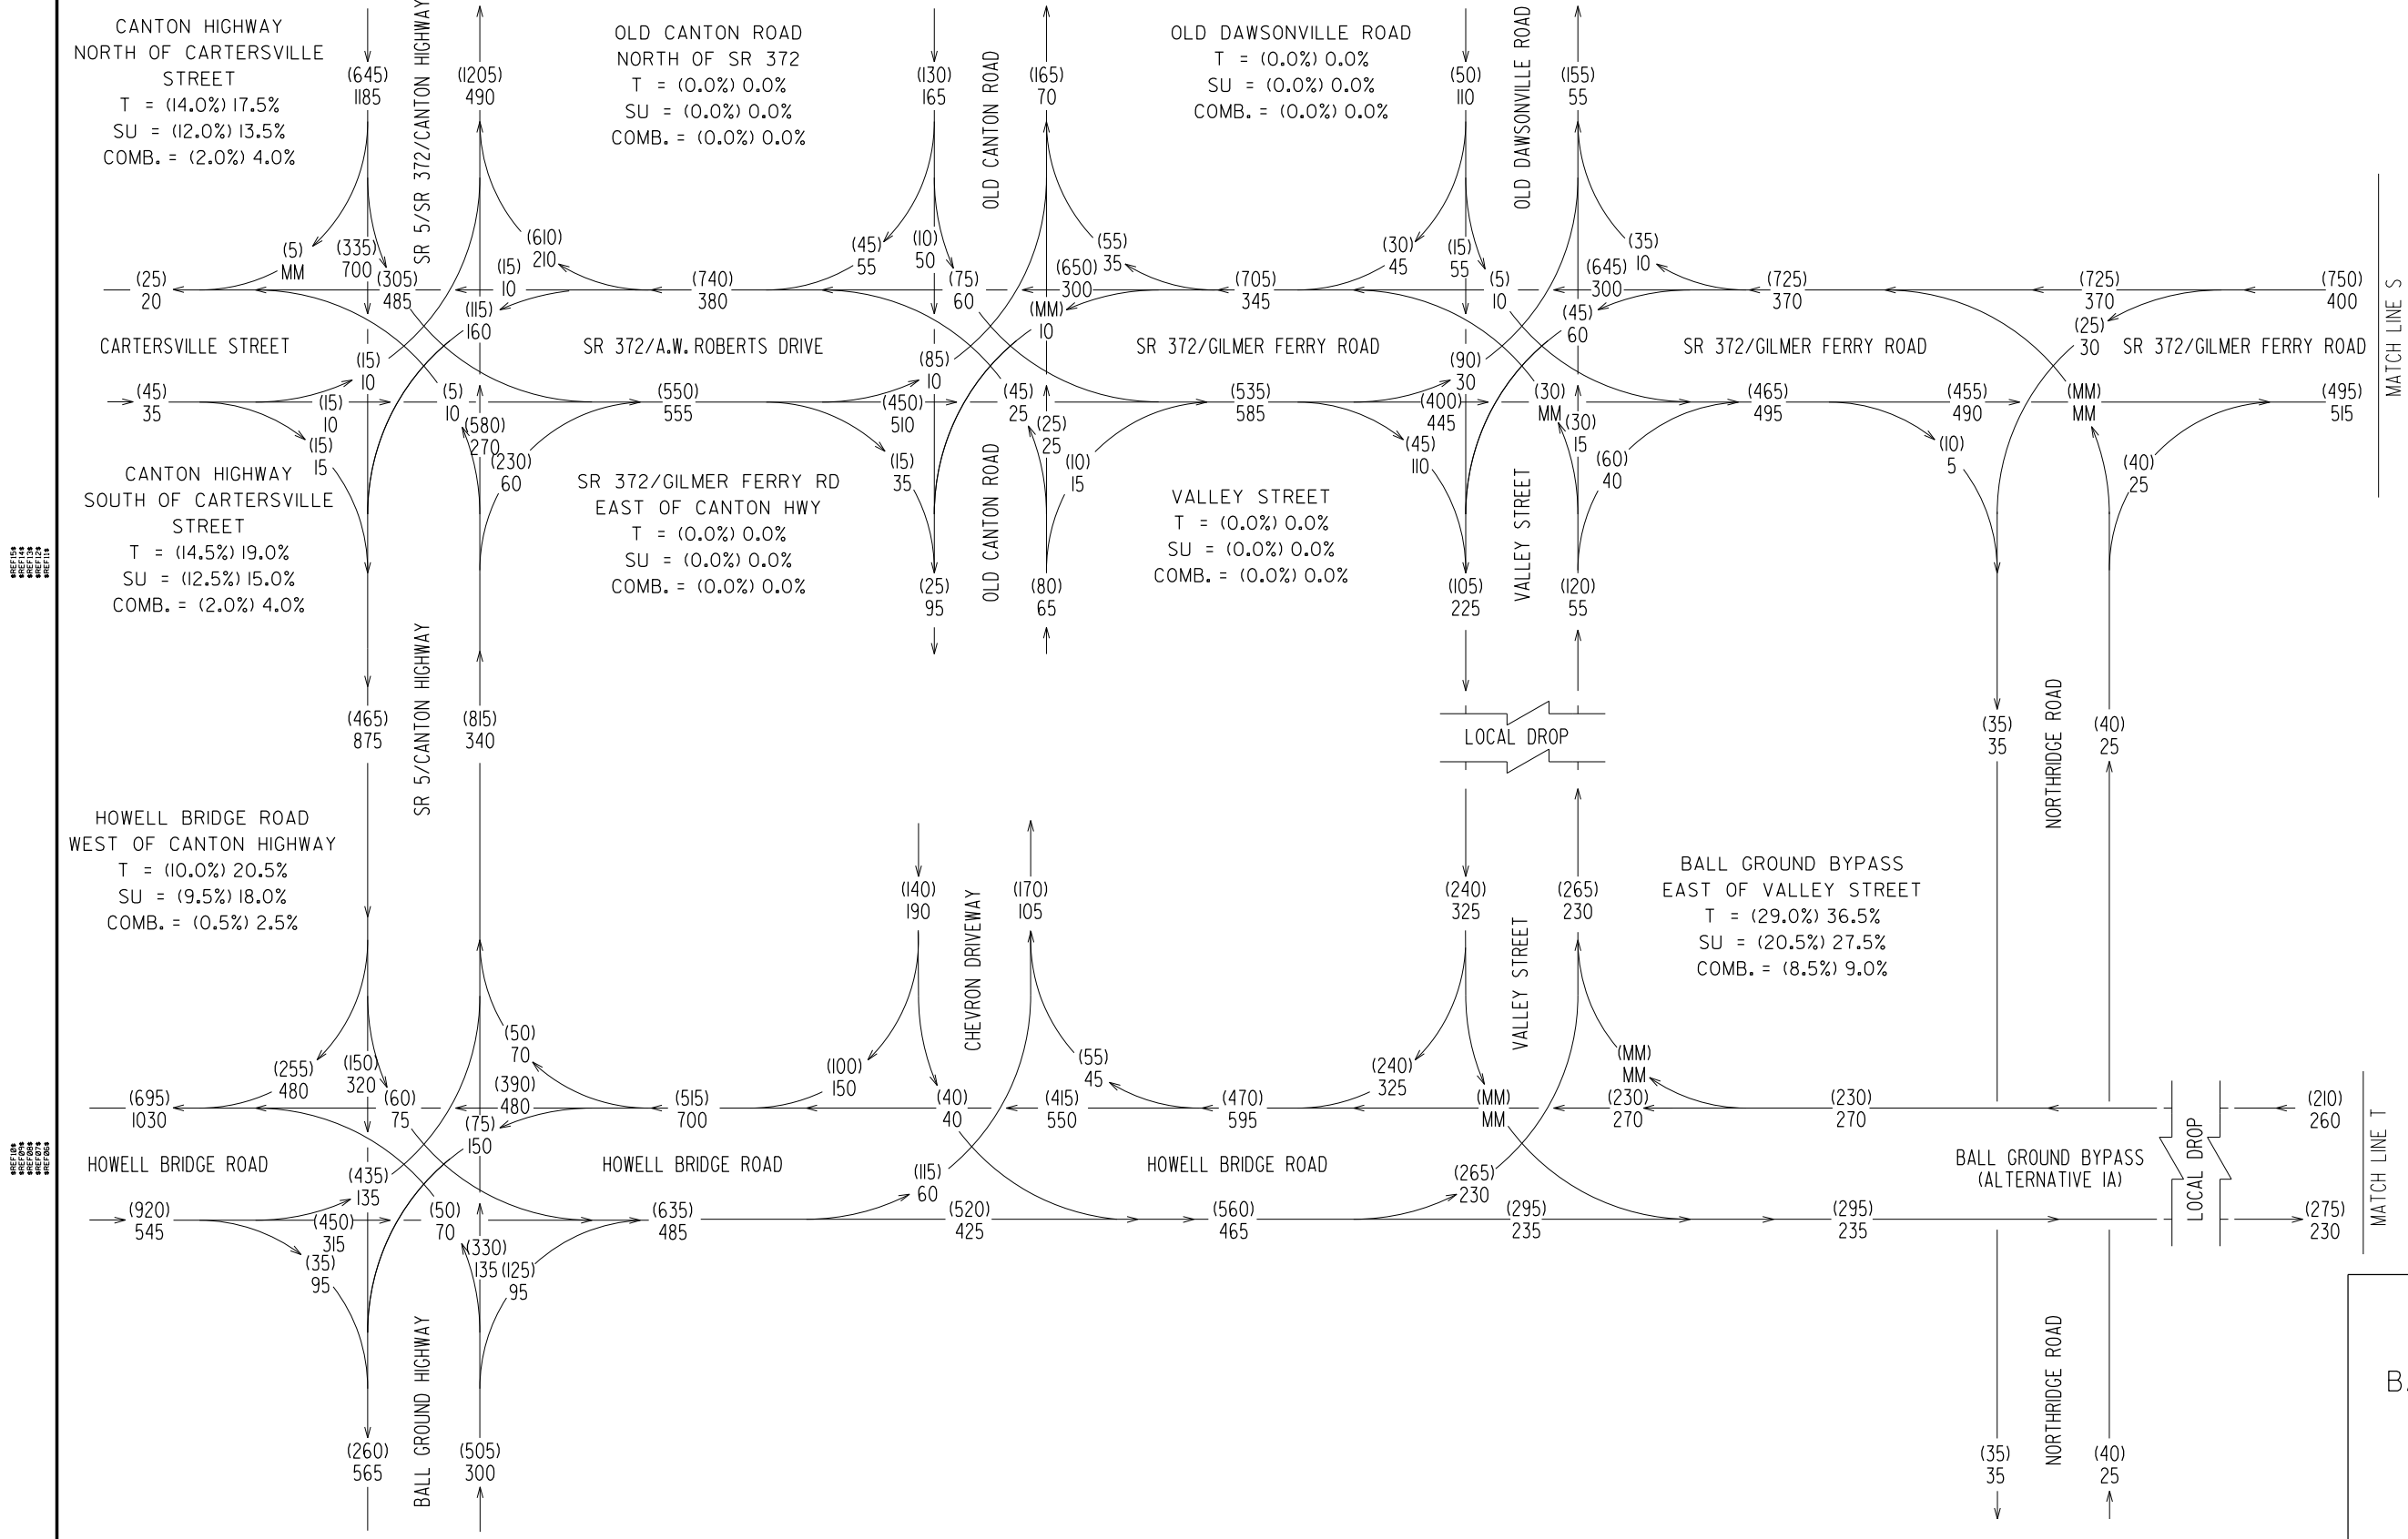 CANTON HIGHWAY
NORTH OF CARTERSVILLE
STREET
T = (14.0%) 17.5%
SU = (12.0%) 13.5%
COMB. = (2.0%) 4.0%
(645)
1185
SR 5/SR 372/CANTON HIGHWAY
(1205)
490
OLD CANTON ROAD
NORTH OF SR 372
T = (0.0%) 0.0%
SU = (0.0%) 0.0%
COMB. = (0.0%) 0.0%
(130)
165
OLD CANTON ROAD
(165)
70
OLD DAWSONVILLE ROAD
T = (0.0%) 0.0%
SU = (0.0%) 0.0%
COMB. = (0.0%) 0.0%
(50)
110
OLD DAWSONVILLE ROAD
(155)
55
(5)
MM
(335)
700
(305)
485
(610)
210
(15)
10
(115)
160
(25)
20
(740)
380
(45)
55
(10)
50
(75)
60
(55)
35
(650)
300
(MM)
10
(705)
345
(30)
45
(15)
55
(5)
10
(35)
10
(645)
300
(45)
60
(725)
370
(725)
370
(25)
30
(750)
400
MATCH LINE S
CARTERSVILLE STREET
SR 372/A.W. ROBERTS DRIVE
SR 372/GILMER FERRY ROAD
SR 372/GILMER FERRY ROAD
SR 372/GILMER FERRY ROAD
(45)
35
(15)
10
(15)
10
(15)
15
(5)
10
(580)
270
(230)
60
(550)
555
(85)
10
(450)
510
(15)
35
(45)
25
(25)
25
(10)
15
(535)
585
(90)
30
(400)
445
(45)
110
(30)
MM
(30)
15
(60)
40
(465)
495
(455)
490
(10)
5
(MM)
MM
(40)
25
(495)
515
CANTON HIGHWAY
SOUTH OF CARTERSVILLE
STREET
T = (14.5%) 19.0%
SU = (12.5%) 15.0%
COMB. = (2.0%) 4.0%
SR 372/GILMER FERRY RD
EAST OF CANTON HWY
T = (0.0%) 0.0%
SU = (0.0%) 0.0%
COMB. = (0.0%) 0.0%
(25)
95
OLD CANTON ROAD
(80)
65
VALLEY STREET
T = (0.0%) 0.0%
SU = (0.0%) 0.0%
COMB. = (0.0%) 0.0%
(105)
225
VALLEY STREET
(120)
55
$REF15$
$REF14$
$REF13$
$REF12$
$REF11$
(465)
875
SR 5/CANTON HIGHWAY
(815)
340
LOCAL DROP
(35)
35
NORTHRIDGE ROAD
(40)
25
HOWELL BRIDGE ROAD
WEST OF CANTON HIGHWAY
T = (10.0%) 20.5%
SU = (9.5%) 18.0%
COMB. = (0.5%) 2.5%
(140)
190
CHEVRON DRIVEWAY
(170)
105
(240)
325
VALLEY STREET
(265)
230
BALL GROUND BYPASS
EAST OF VALLEY STREET
T = (29.0%) 36.5%
SU = (20.5%) 27.5%
COMB. = (8.5%) 9.0%
(255)
480
(150)
320
(60)
75
(50)
70
(390)
480
(75)
150
(695)
1030
(515)
700
(100)
150
(40)
40
(55)
45
(415)
550
(470)
595
(240)
325
(MM)
MM
(MM)
MM
(230)
270
(230)
270
(210)
260
MATCH LINE T
$REF10$
$REF09$
$REF08$
$REF07$
$REF06$
HOWELL BRIDGE ROAD
HOWELL BRIDGE ROAD
HOWELL BRIDGE ROAD
BALL GROUND BYPASS
(ALTERNATIVE 1A)
LOCAL DROP
(920)
545
(435)
135
(450)
315
(35)
95
(50)
70
(330)
135
(125)
95
(635)
485
(115)
60
(520)
425
(560)
465
(265)
230
(295)
235
(295)
235
(275)
230
(260)
565
BALL GROUND HIGHWAY
(505)
300
(35)
35
NORTHRIDGE ROAD
(40)
25